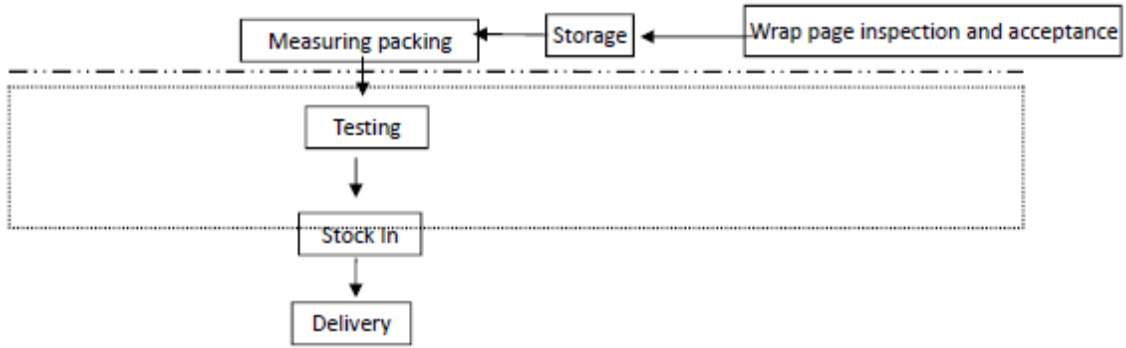 Measuring packing
Storage
Wrap page inspection and acceptance
Testing
Stock In
Delivery